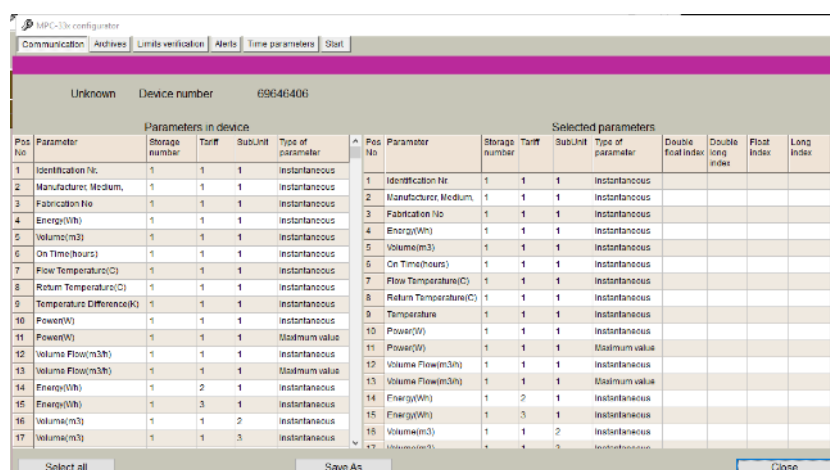 MPC-33x configurator
Communication Archives Limits verification Alerts Time parameters Start
Unknown Device number 69646406
Parameters in device
Pos No Parameter Storage number Tariff SubUnit Type of parameter
1 Identification Nr. 1 1 1 Instantaneous
2 Manufacturer, Medium, 1 1 1 Instantaneous
3 Fabrication No 1 1 1 Instantaneous
4 Energy(Wh) 1 1 1 Instantaneous
5 Volume(m3) 1 1 1 Instantaneous
6 On Time(hours) 1 1 1 Instantaneous
7 Flow Temperature(C) 1 1 1 Instantaneous
8 Return Temperature(C) 1 1 1 Instantaneous
9 Temperature Difference(K) 1 1 1 Instantaneous
10 Power(W) 1 1 1 Instantaneous
11 Power(W) 1 1 1 Maximum value
12 Volume Flow(m3/h) 1 1 1 Instantaneous
13 Volume Flow(m3/h) 1 1 1 Maximum value
14 Energy(Wh) 1 2 1 Instantaneous
15 Energy(Wh) 1 3 1 Instantaneous
16 Volume(m3) 1 1 2 Instantaneous
17 Volume(m3) 1 1 3 Instantaneous
Selected parameters
Pos No Parameter Storage number Tariff SubUnit Type of parameter Double float index Double long index Float index Long index
1 Identification Nr. 1 1 1 Instantaneous
2 Manufacturer, Medium, 1 1 1 Instantaneous
3 Fabrication No 1 1 1 Instantaneous
4 Energy(Wh) 1 1 1 Instantaneous
5 Volume(m3) 1 1 1 Instantaneous
6 On Time(hours) 1 1 1 Instantaneous
7 Flow Temperature(C) 1 1 1 Instantaneous
8 Return Temperature(C) 1 1 1 Instantaneous
9 Temperature 1 1 1 Instantaneous
10 Power(W) 1 1 1 Instantaneous
11 Power(W) 1 1 1 Maximum value
12 Volume Flow(m3/h) 1 1 1 Instantaneous
13 Volume Flow(m3/h) 1 1 1 Maximum value
14 Energy(Wh) 1 2 1 Instantaneous
15 Energy(Wh) 1 3 1 Instantaneous
16 Volume(m3) 1 1 2 Instantaneous
17 Volume(m3) 1 1 3 Instantaneous
Select all Save As Close